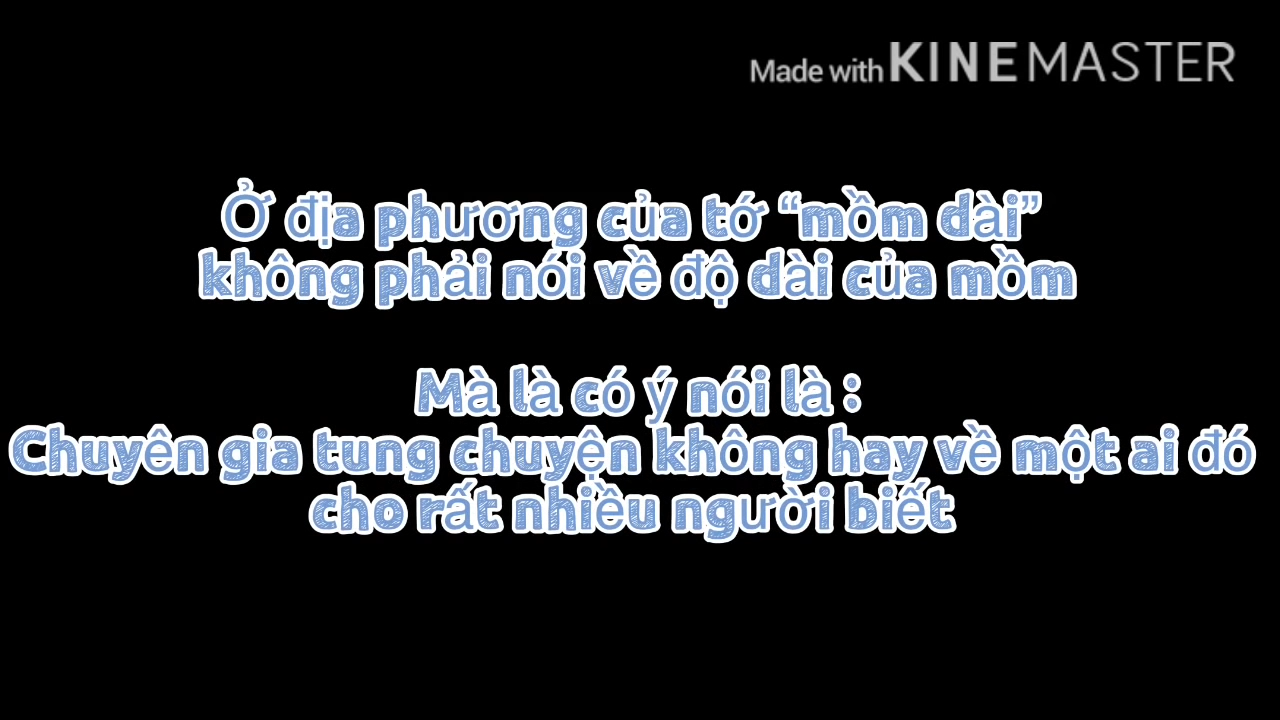 Made with KINEMASTER
Ở địa phương của tớ “mồm dài”
không phải nói về độ dài của mồm
Mà là có ý nói là :
Chuyên gia tung chuyện không hay về một ai đó
cho rất nhiều người biết